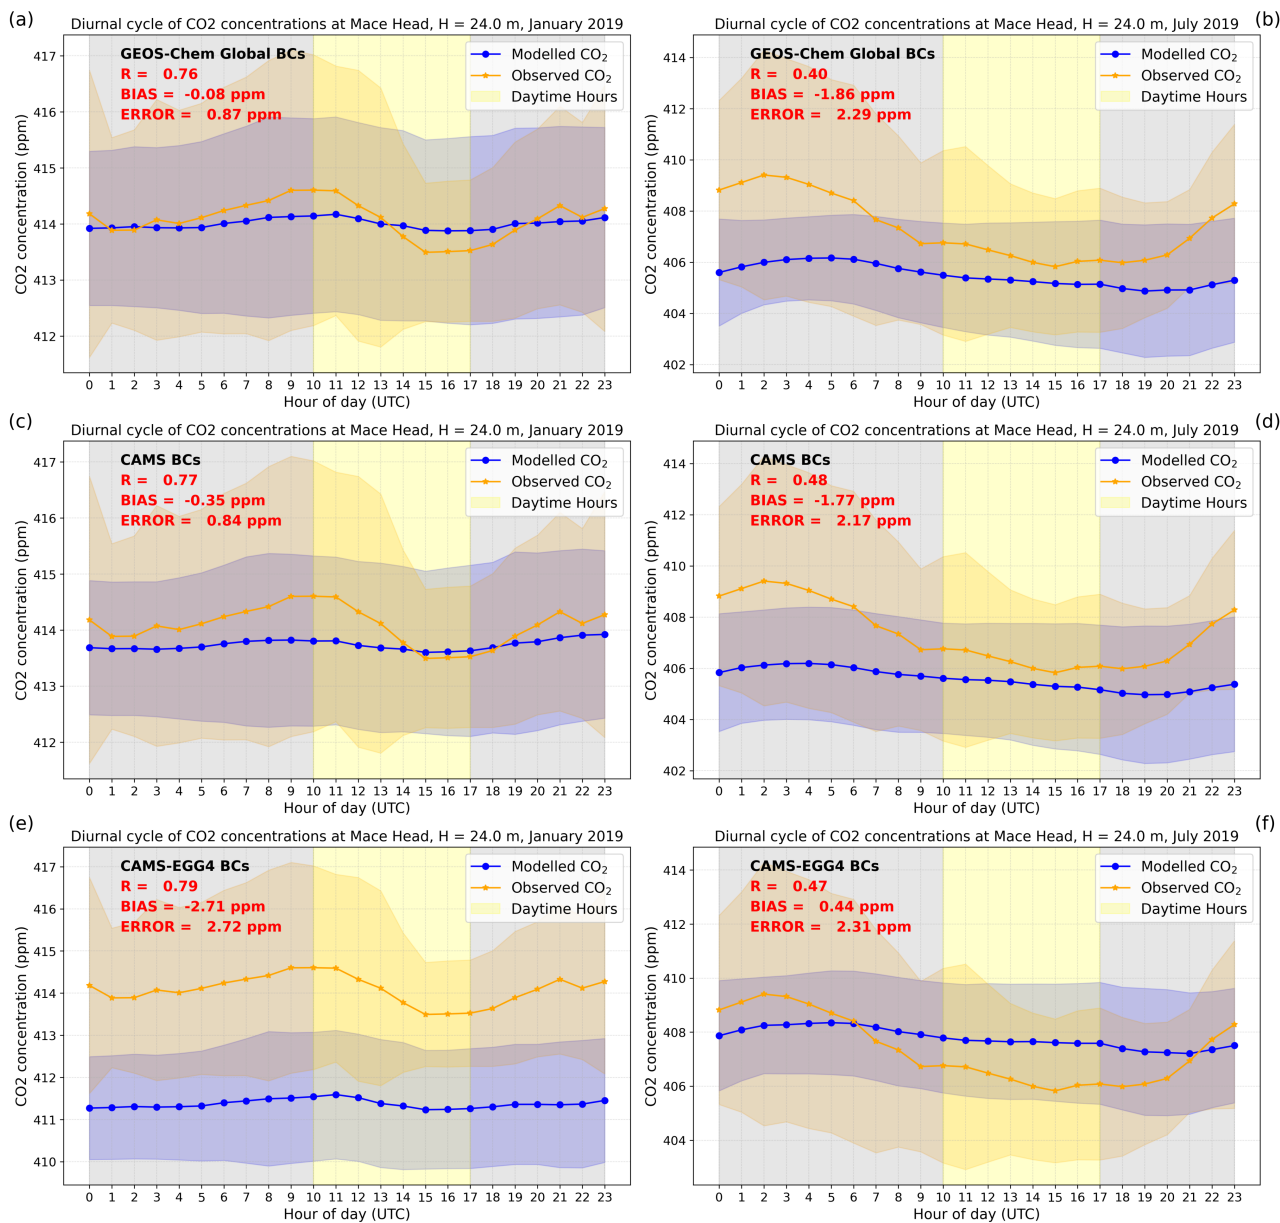 (a)
Diurnal cycle of CO2 concentrations at Mace Head, H = 24.0 m, January 2019
GEOS-Chem Global BCs
R = 0.76
BIAS = -0.08 ppm
ERROR = 0.87 ppm
Modelled CO₂
Observed CO₂
Daytime Hours
CO2 concentration (ppm)
417
416
415
414
413
412
0 1 2 3 4 5 6 7 8 9 10 11 12 13 14 15 16 17 18 19 20 21 22 23
Hour of day (UTC)
(b)
Diurnal cycle of CO2 concentrations at Mace Head, H = 24.0 m, July 2019
GEOS-Chem Global BCs
R = 0.40
BIAS = -1.86 ppm
ERROR = 2.29 ppm
Modelled CO₂
Observed CO₂
Daytime Hours
CO2 concentration (ppm)
414
412
410
408
406
404
402
0 1 2 3 4 5 6 7 8 9 10 11 12 13 14 15 16 17 18 19 20 21 22 23
Hour of day (UTC)
(c)
Diurnal cycle of CO2 concentrations at Mace Head, H = 24.0 m, January 2019
CAMS BCs
R = 0.77
BIAS = -0.35 ppm
ERROR = 0.84 ppm
Modelled CO₂
Observed CO₂
Daytime Hours
CO2 concentration (ppm)
417
416
415
414
413
412
0 1 2 3 4 5 6 7 8 9 10 11 12 13 14 15 16 17 18 19 20 21 22 23
Hour of day (UTC)
(d)
Diurnal cycle of CO2 concentrations at Mace Head, H = 24.0 m, July 2019
CAMS BCs
R = 0.48
BIAS = -1.77 ppm
ERROR = 2.17 ppm
Modelled CO₂
Observed CO₂
Daytime Hours
CO2 concentration (ppm)
414
412
410
408
406
404
402
0 1 2 3 4 5 6 7 8 9 10 11 12 13 14 15 16 17 18 19 20 21 22 23
Hour of day (UTC)
(e)
Diurnal cycle of CO2 concentrations at Mace Head, H = 24.0 m, January 2019
CAMS-EGG4 BCs
R = 0.79
BIAS = -2.71 ppm
ERROR = 2.72 ppm
Modelled CO₂
Observed CO₂
Daytime Hours
CO2 concentration (ppm)
417
416
415
414
413
412
411
410
0 1 2 3 4 5 6 7 8 9 10 11 12 13 14 15 16 17 18 19 20 21 22 23
Hour of day (UTC)
(f)
Diurnal cycle of CO2 concentrations at Mace Head, H = 24.0 m, July 2019
CAMS-EGG4 BCs
R = 0.47
BIAS = 0.44 ppm
ERROR = 2.31 ppm
Modelled CO₂
Observed CO₂
Daytime Hours
CO2 concentration (ppm)
414
412
410
408
406
404
0 1 2 3 4 5 6 7 8 9 10 11 12 13 14 15 16 17 18 19 20 21 22 23
Hour of day (UTC)